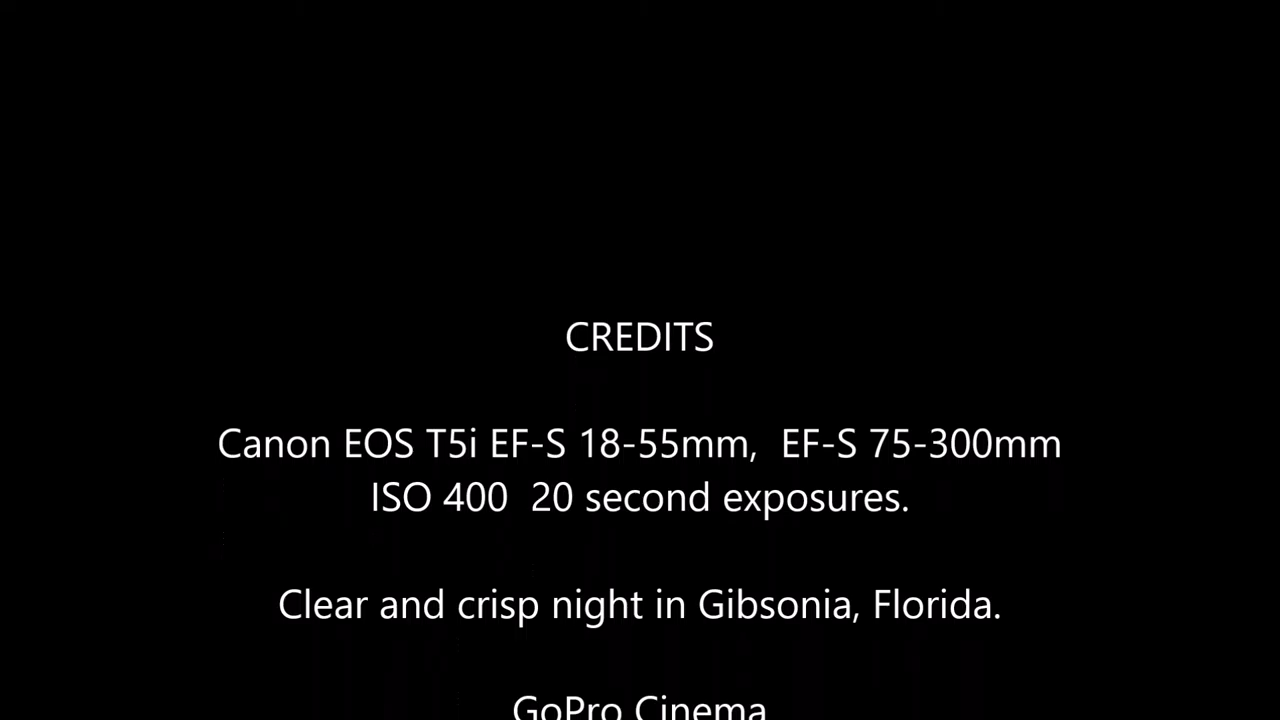 CREDITS
Canon EOS T5i EF-S 18-55mm, EF-S 75-300mm
ISO 400 20 second exposures.
Clear and crisp night in Gibsonia, Florida.
GoPro Cinema